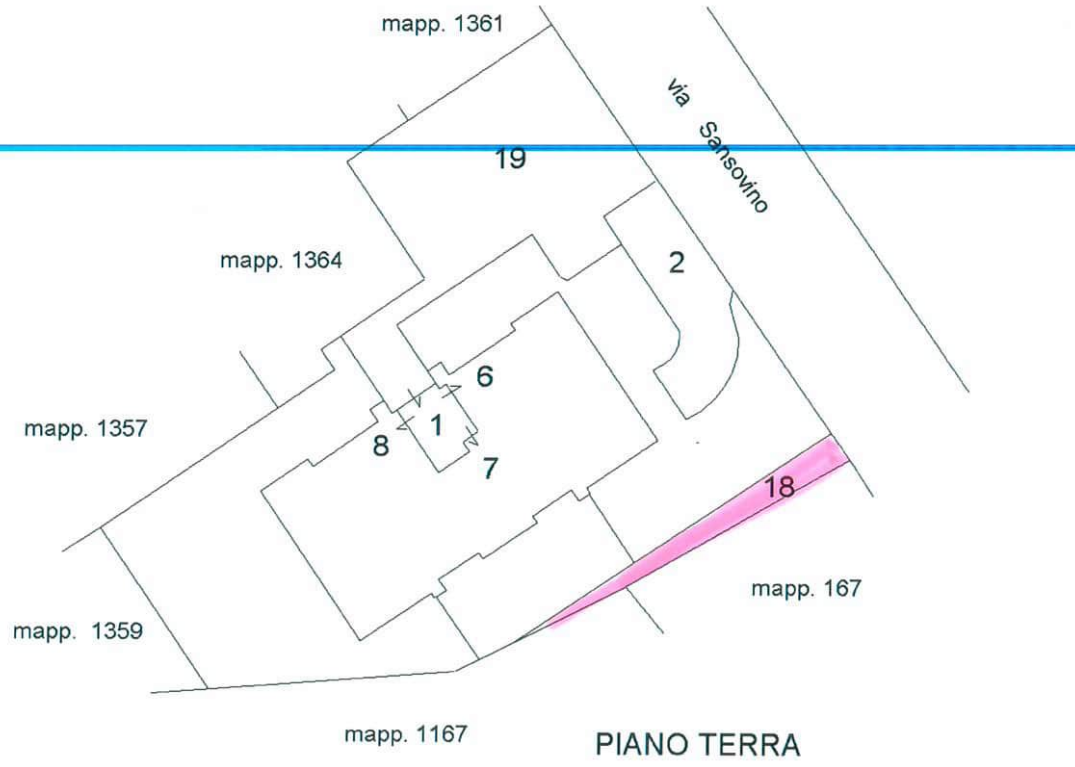 mapp. 1361
via Sansovino
19
mapp. 1364
2
6
1
8
7
mapp. 1357
18
mapp. 167
mapp. 1359
mapp. 1167
PIANO TERRA